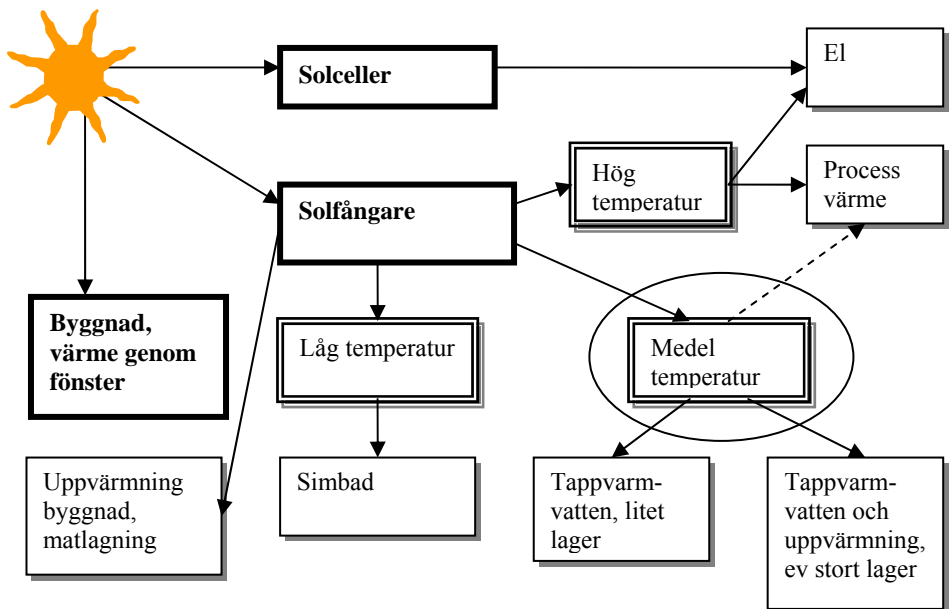 Solceller
El
Solfångare
Hög
temperatur
Process
värme
Byggnad,
värme genom
fönster
Låg temperatur
Medel
temperatur
Uppvärmning
byggnad,
matlagning
Simbad
Tappvarm-
vatten, litet
lager
Tappvarm-
vatten och
uppvärmning,
ev stort lager